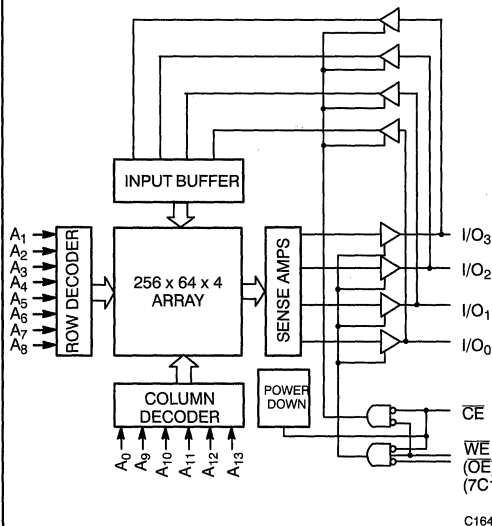 INPUT BUFFER
A1
A2
A3
A4
A5
A6
A7
A8
ROW DECODER
256 x 64 x 4
ARRAY
SENSE AMPS
I/O3
I/O2
I/O1
I/O0
COLUMN
DECODER
POWER
DOWN
A0
A9
A10
A11
A12
A13
CE
WE
(OE
(7C
C164